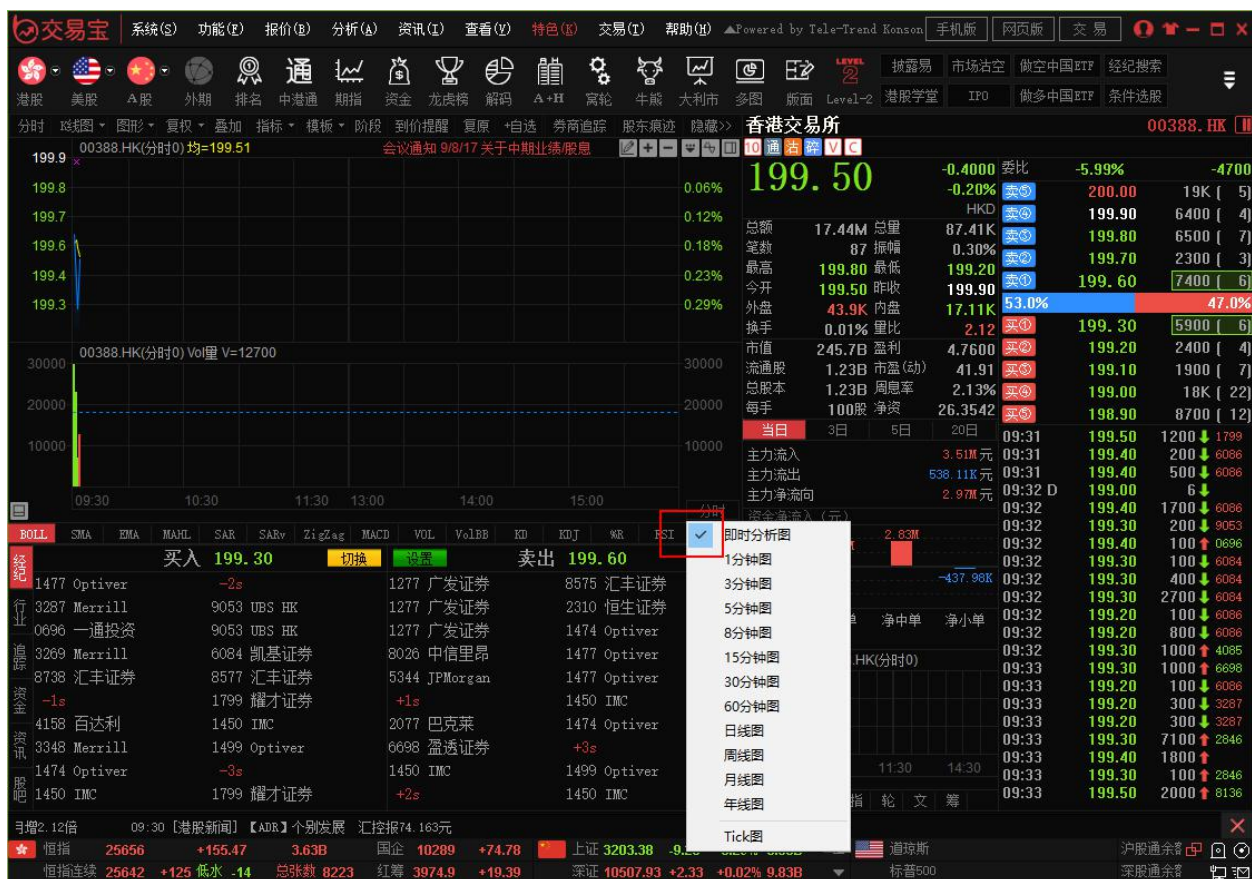 交易宝 系统(S) 功能(F) 报价(B) 分析(A) 资讯(I) 查看(V) 特色(K) 交易(T) 帮助(H) ▲Powered by Tele-Trend Konson 手机版 网页版 交 易
港股 美股 A股 外期 排名 中港通 期指 资金 龙虎榜 解码 A+H 窝轮 牛熊 大利市 多图 版面 Level-2
通 LEVEL 2
披露易 市场沽空 做空中国ETF 经纪搜索
港股学堂 IPO 做多中国ETF 条件选股
分时 K线图 图形 复权 叠加 指标 模板 阶段 到价提醒 复原 +自选 券商追踪 股东痕迹 隐藏>>
香港交易所 00388.HK
00388.HK(分时0) 均=199.51 会议通知 9/8/17 关于中期业绩/股息
10 通 沽 碎 V C
199.9
199.8 0.06%
199.7 0.12%
199.6 0.18%
199.4 0.23%
199.3 0.29%
00388.HK(分时0) Vol量 V=12700
30000 30000
20000 20000
10000 10000
09:30 10:30 11:30 13:00 14:00 15:00 分时
199.50 -0.4000
-0.20%
HKD
总额 17.44M 总量 87.41K
笔数 87 振幅 0.30%
最高 199.80 最低 199.20
今开 199.50 昨收 199.90
外盘 43.9K 内盘 17.11K
换手 0.01% 量比 2.12
市值 245.7B 盈利 4.7600
流通股 1.23B 市盈(动) 41.91
总股本 1.23B 周息率 2.13%
每手 100股 净资 26.3542
当日 3日 5日 20日
主力流入 3.51M元
主力流出 538.11K元
主力净流向 2.97M元
资金净流入(元)
2.83M
-437.98K
净中单 净小单
.HK(分时0)
11:30 14:30
指 轮 文 筹
委比 -5.99% -4700
卖⑤ 200.00 19K [ 5]
卖④ 199.90 6400 [ 4]
卖③ 199.80 6500 [ 7]
卖② 199.70 2300 [ 3]
卖① 199.60 7400 [ 6]
53.0% 47.0%
买① 199.30 5900 [ 6]
买② 199.20 2400 [ 4]
买③ 199.10 1900 [ 7]
买④ 199.00 18K [ 22]
买⑤ 198.90 8700 [ 12]
09:31 199.50 1200 1799
09:31 199.40 200 6086
09:31 199.40 500 6086
09:32 D 199.00 6
09:32 199.40 1700 6086
09:32 199.30 200 9053
09:32 199.40 100 0696
09:32 199.30 100 6084
09:32 199.30 400 6084
09:32 199.30 2700 6084
09:32 199.20 100 6086
09:32 199.20 800 6086
09:32 199.30 1000 4085
09:33 199.30 1000 6698
09:33 199.20 100 6086
09:33 199.20 300 3287
09:33 199.20 300 3287
09:33 199.30 7100 2846
09:33 199.40 1800
09:33 199.30 100 2846
09:33 199.50 2000 8136
BOLL SMA EMA MAHL SAR SARv ZigZag MACD VOL VolBB KD KDJ WR RSI
经纪 行业 追踪 资金 资讯 股吧
买入 199.30 切换 设置 卖出 199.60
1477 Optiver -2s 1277 广发证券 8575 汇丰证券
3287 Merrill 9053 UBS HK 1277 广发证券 2310 恒生证券
0696 一通投资 9053 UBS HK 1277 广发证券 1474 Optiver
3269 Merrill 6084 凯基证券 8026 中信里昂 1477 Optiver
8738 汇丰证券 8577 汇丰证券 5344 JPMorgan 1477 Optiver
-1s 1799 耀才证券 +1s 1450 IMC
4158 百达利 1450 IMC 2077 巴克莱 1474 Optiver
3348 Merrill 1499 Optiver 6698 盈透证券 +3s
1474 Optiver -3s 1450 IMC 1499 Optiver
1450 IMC 1799 耀才证券 +2s 1450 IMC
即时分析图
1分钟图
3分钟图
5分钟图
8分钟图
15分钟图
30分钟图
60分钟图
日线图
周线图
月线图
年线图
Tick图
增2.12倍 09:30 [港股新闻] 【ADR】个别发展 汇控报74.163元
恒指 25656 +155.47 3.63B 国企 10289 +74.78 上证 3203.38 道琼斯 沪股通余
恒指连续 25642 +125 低水 -14 总张数 8223 红筹 3974.9 +19.39 深证 10507.93 +2.33 +0.02% 9.83B 标普500 深股通余